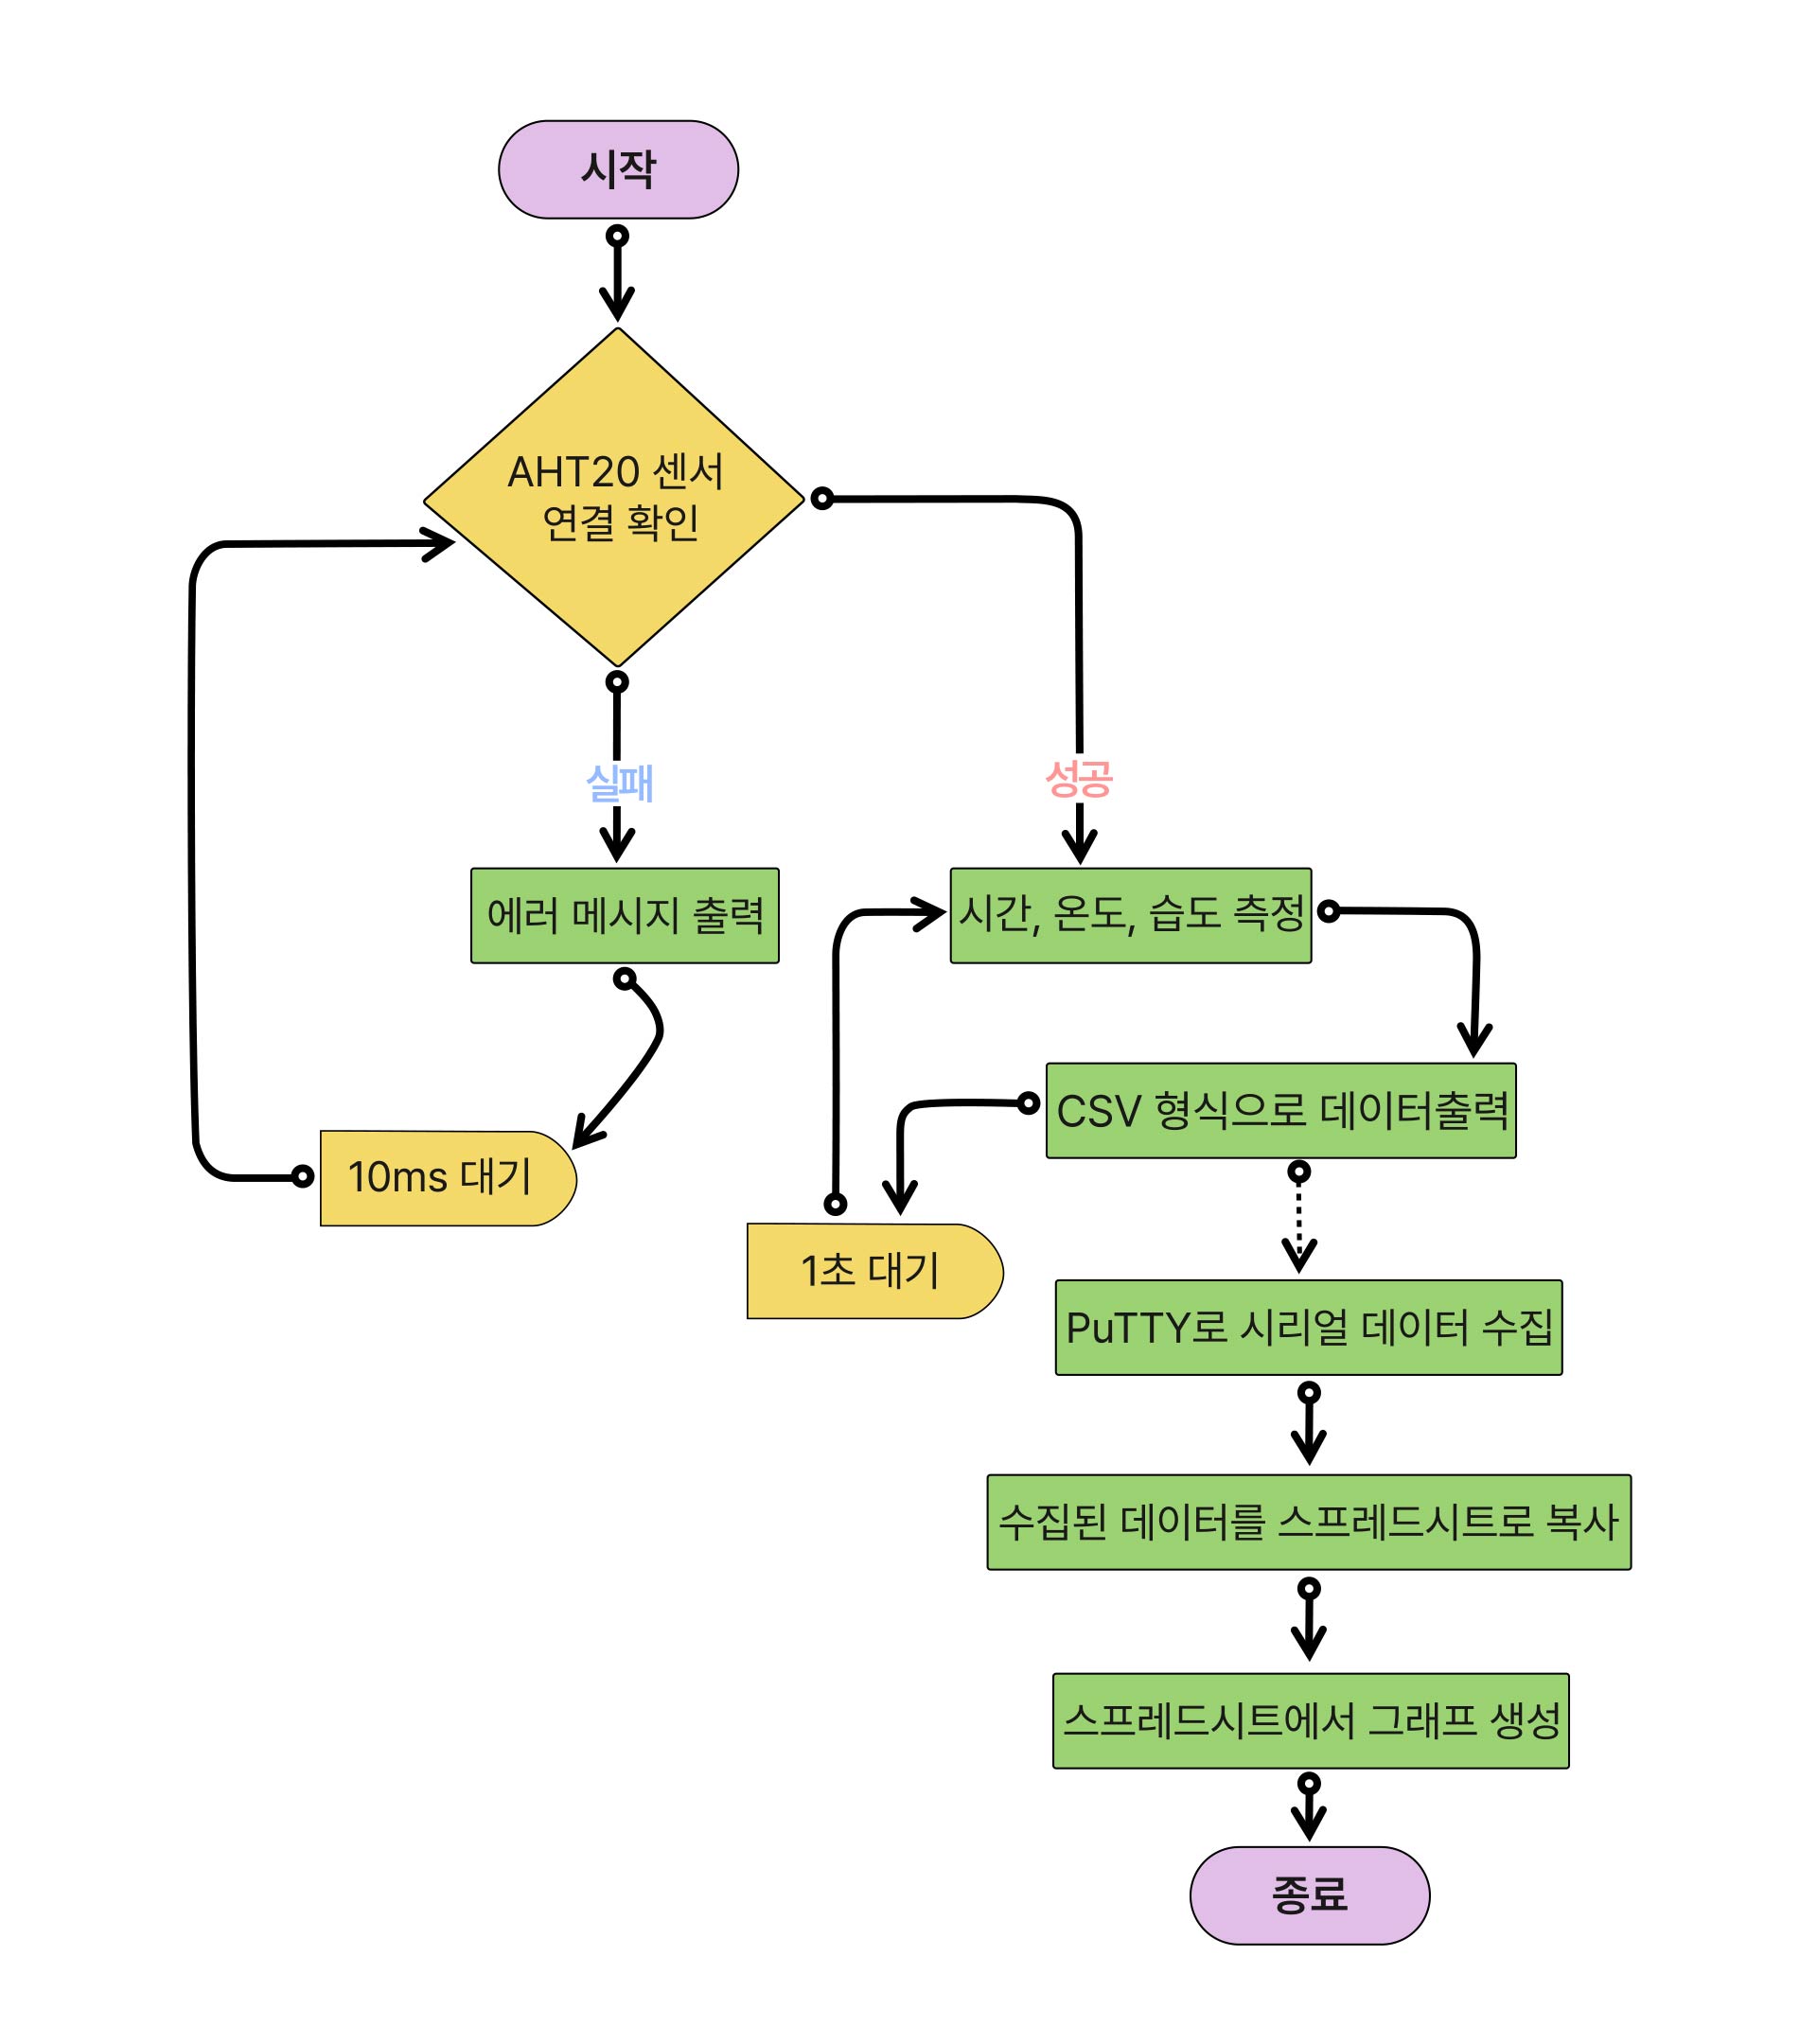 시작
AHT20 센서
연결 확인
실패
성공
에러 메시지 출력
시간, 온도, 습도 측정
CSV 형식으로 데이터출력
10ms 대기
1초 대기
PuTTY로 시리얼 데이터 수집
수집된 데이터를 스프레드시트로 복사
스프레드시트에서 그래프 생성
종료